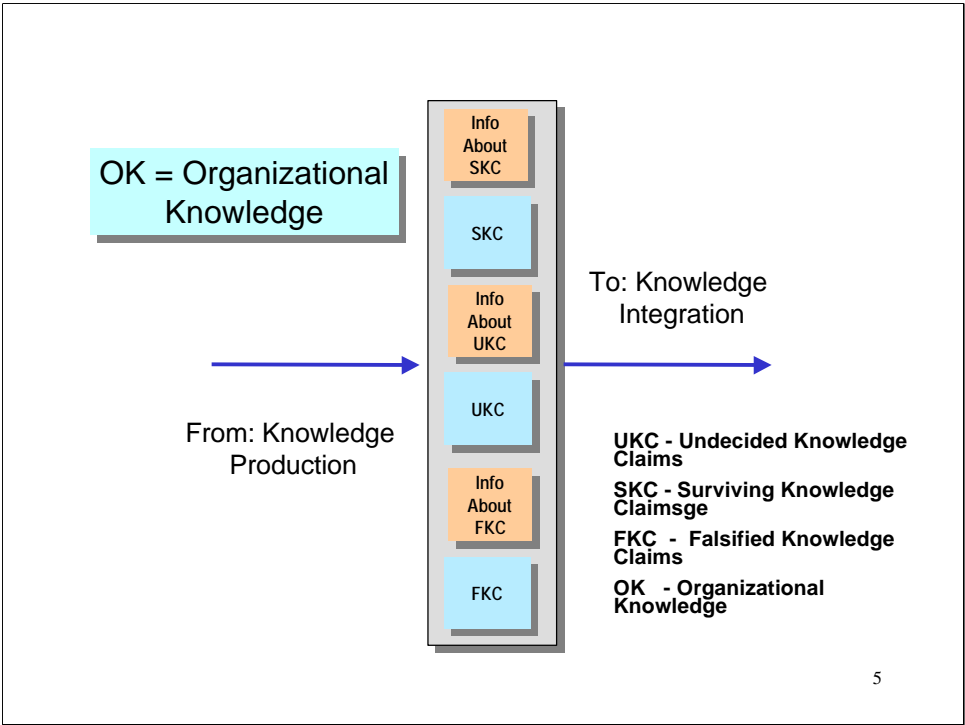 OK = Organizational
Knowledge
Info
About
SKC
SKC
Info
About
UKC
UKC
Info
About
FKC
FKC
From: Knowledge
Production
To: Knowledge
Integration
UKC - Undecided Knowledge
Claims
SKC - Surviving Knowledge
Claimsge
FKC - Falsified Knowledge
Claims
OK - Organizational
Knowledge
5